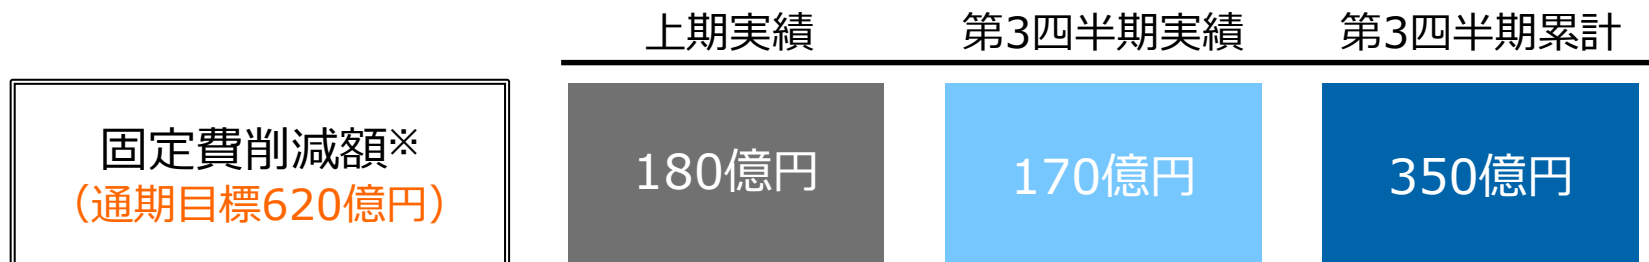 上期実績 第3四半期実績 第3四半期累計
固定費削減額※
（通期目標620億円）
180億円 170億円 350億円